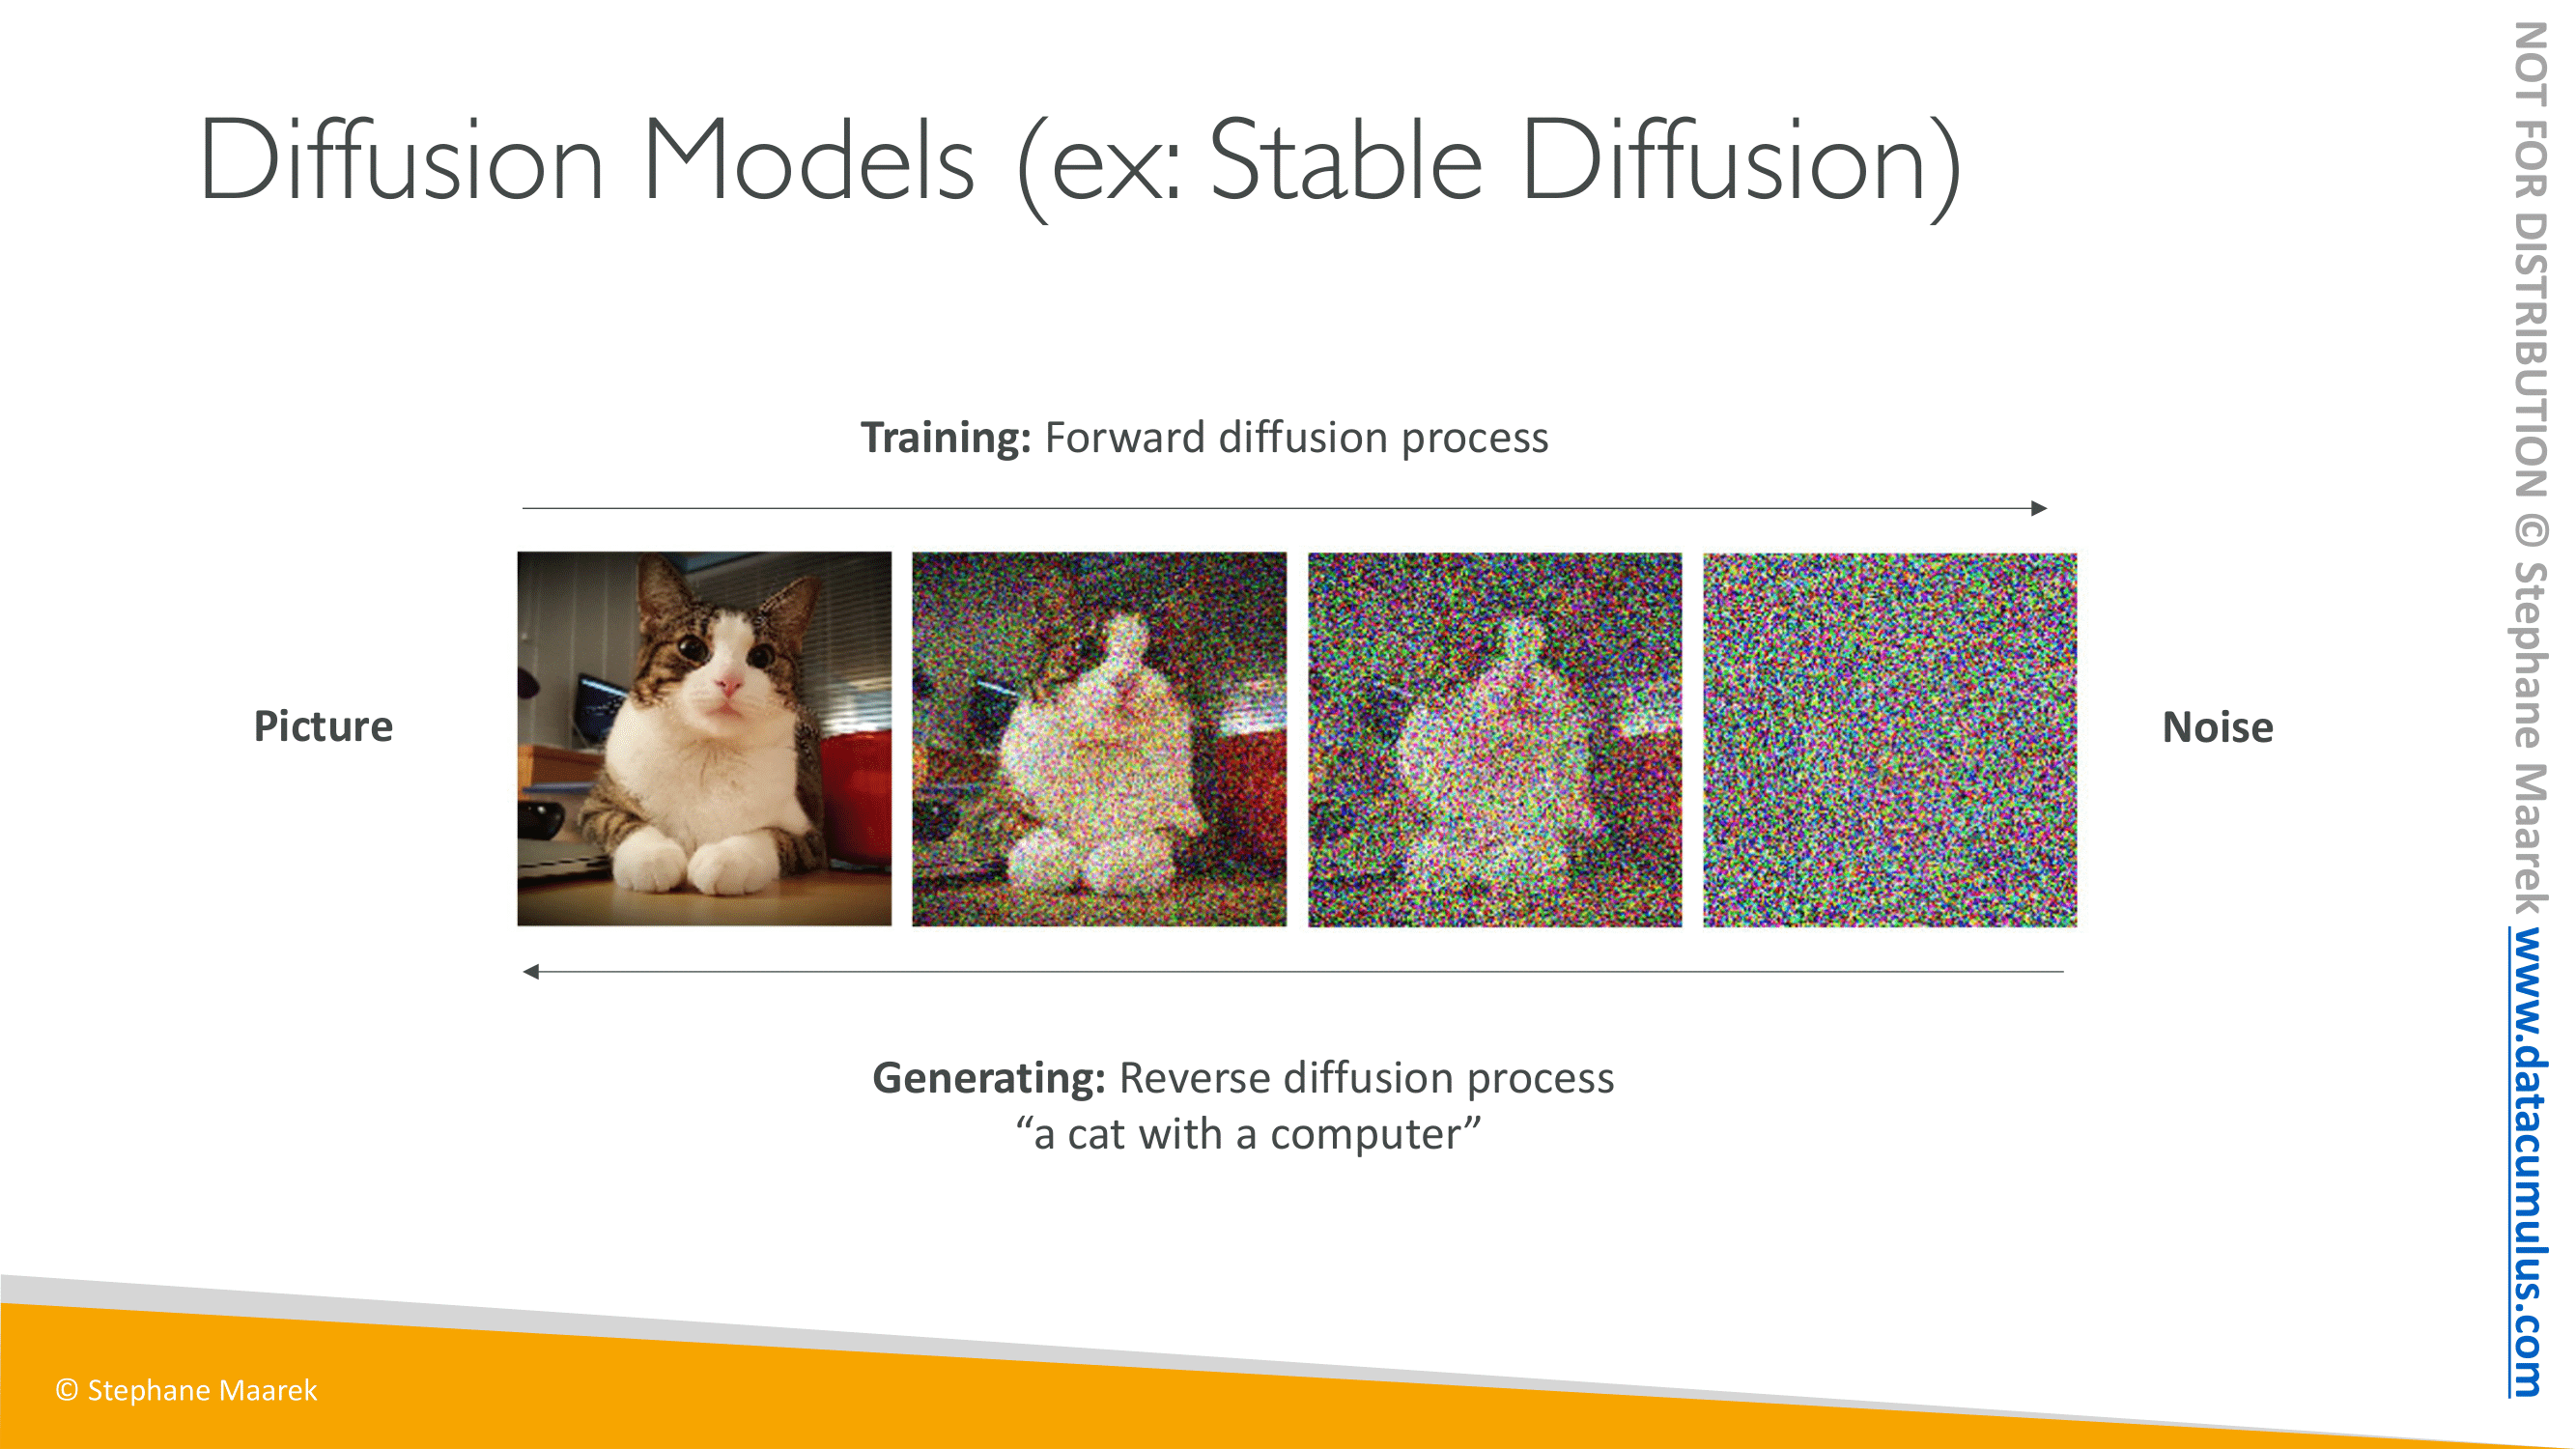 Diffusion Models (ex: Stable Diffusion)
Training: Forward diffusion process
Picture
Noise
Generating: Reverse diffusion process
“a cat with a computer”
© Stephane Maarek
NOT FOR DISTRIBUTION © Stephane Maarek www.datacumulus.com